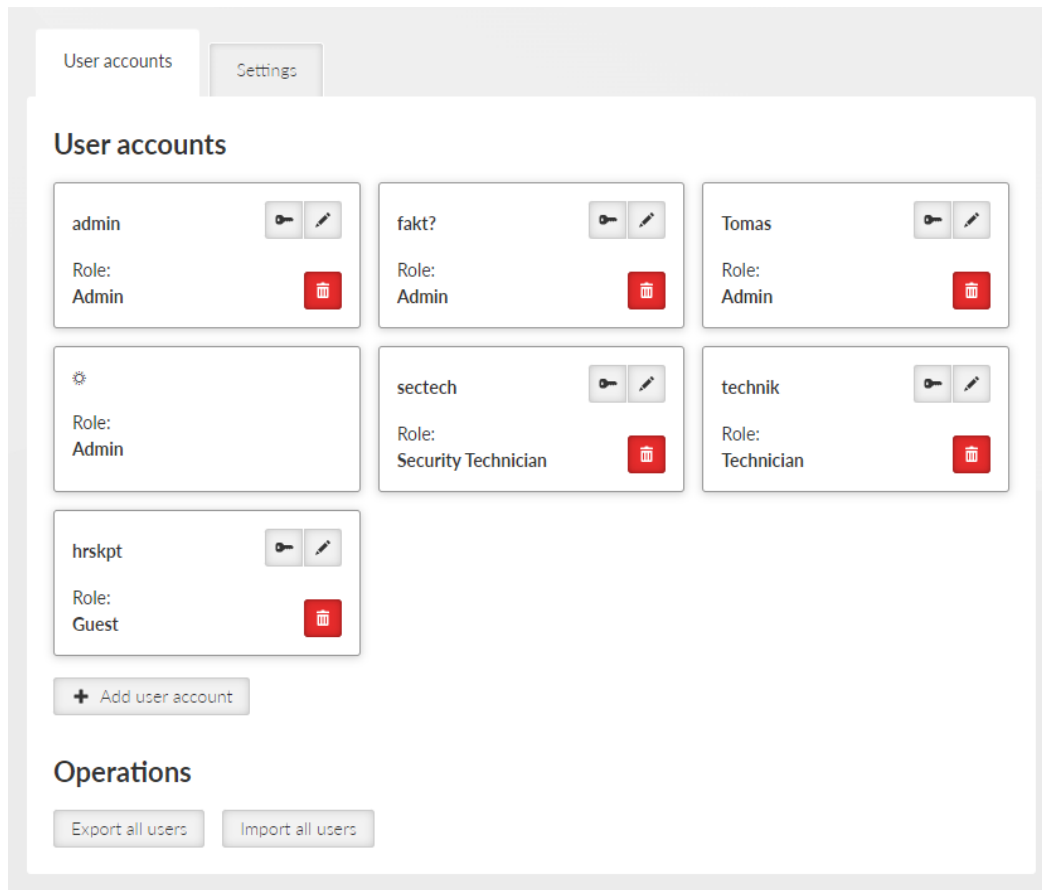 User accounts
Settings
User accounts
admin
Role:
Admin
fakt?
Role:
Admin
Tomas
Role:
Admin
Role:
Admin
sectech
Role:
Security Technician
technik
Role:
Technician
hrskpt
Role:
Guest
Add user account
Operations
Export all users
Import all users